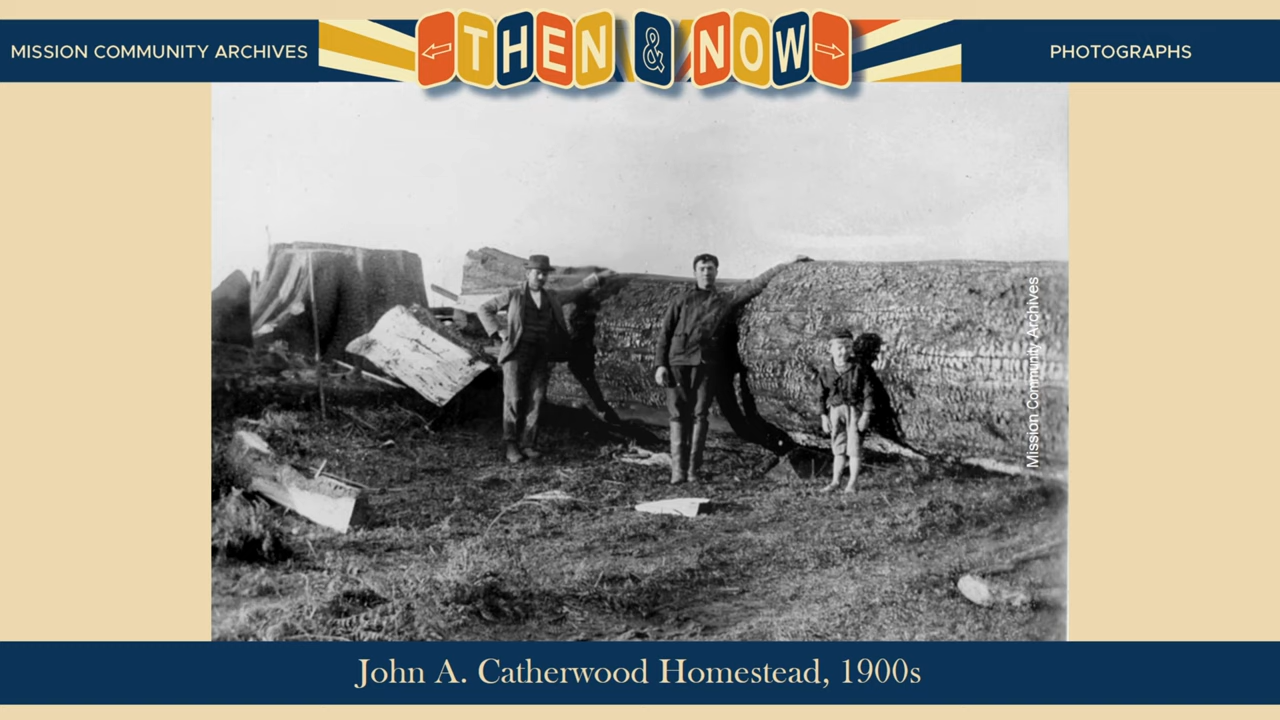 MISSION COMMUNITY ARCHIVES
THEN & NOW
PHOTOGRAPHS
Mission Community Archives
John A. Catherwood Homestead, 1900s